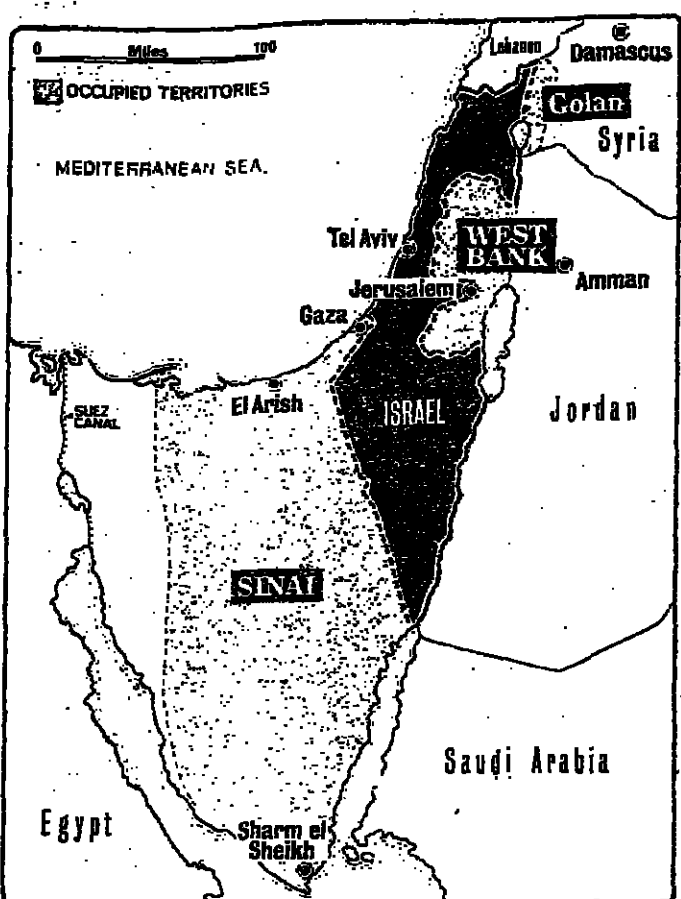 0 Miles 100
OCCUPIED TERRITORIES
MEDITERRANEAN SEA.
Lebanon
Damascus
Golan
Syria
Tel Aviv
WEST
BANK
Jerusalem
Amman
Gaza
El Arish
SUEZ
CANAL
ISRAEL
Jordan
SINAI
Saudi Arabia
Egypt
Sharm el
Sheikh